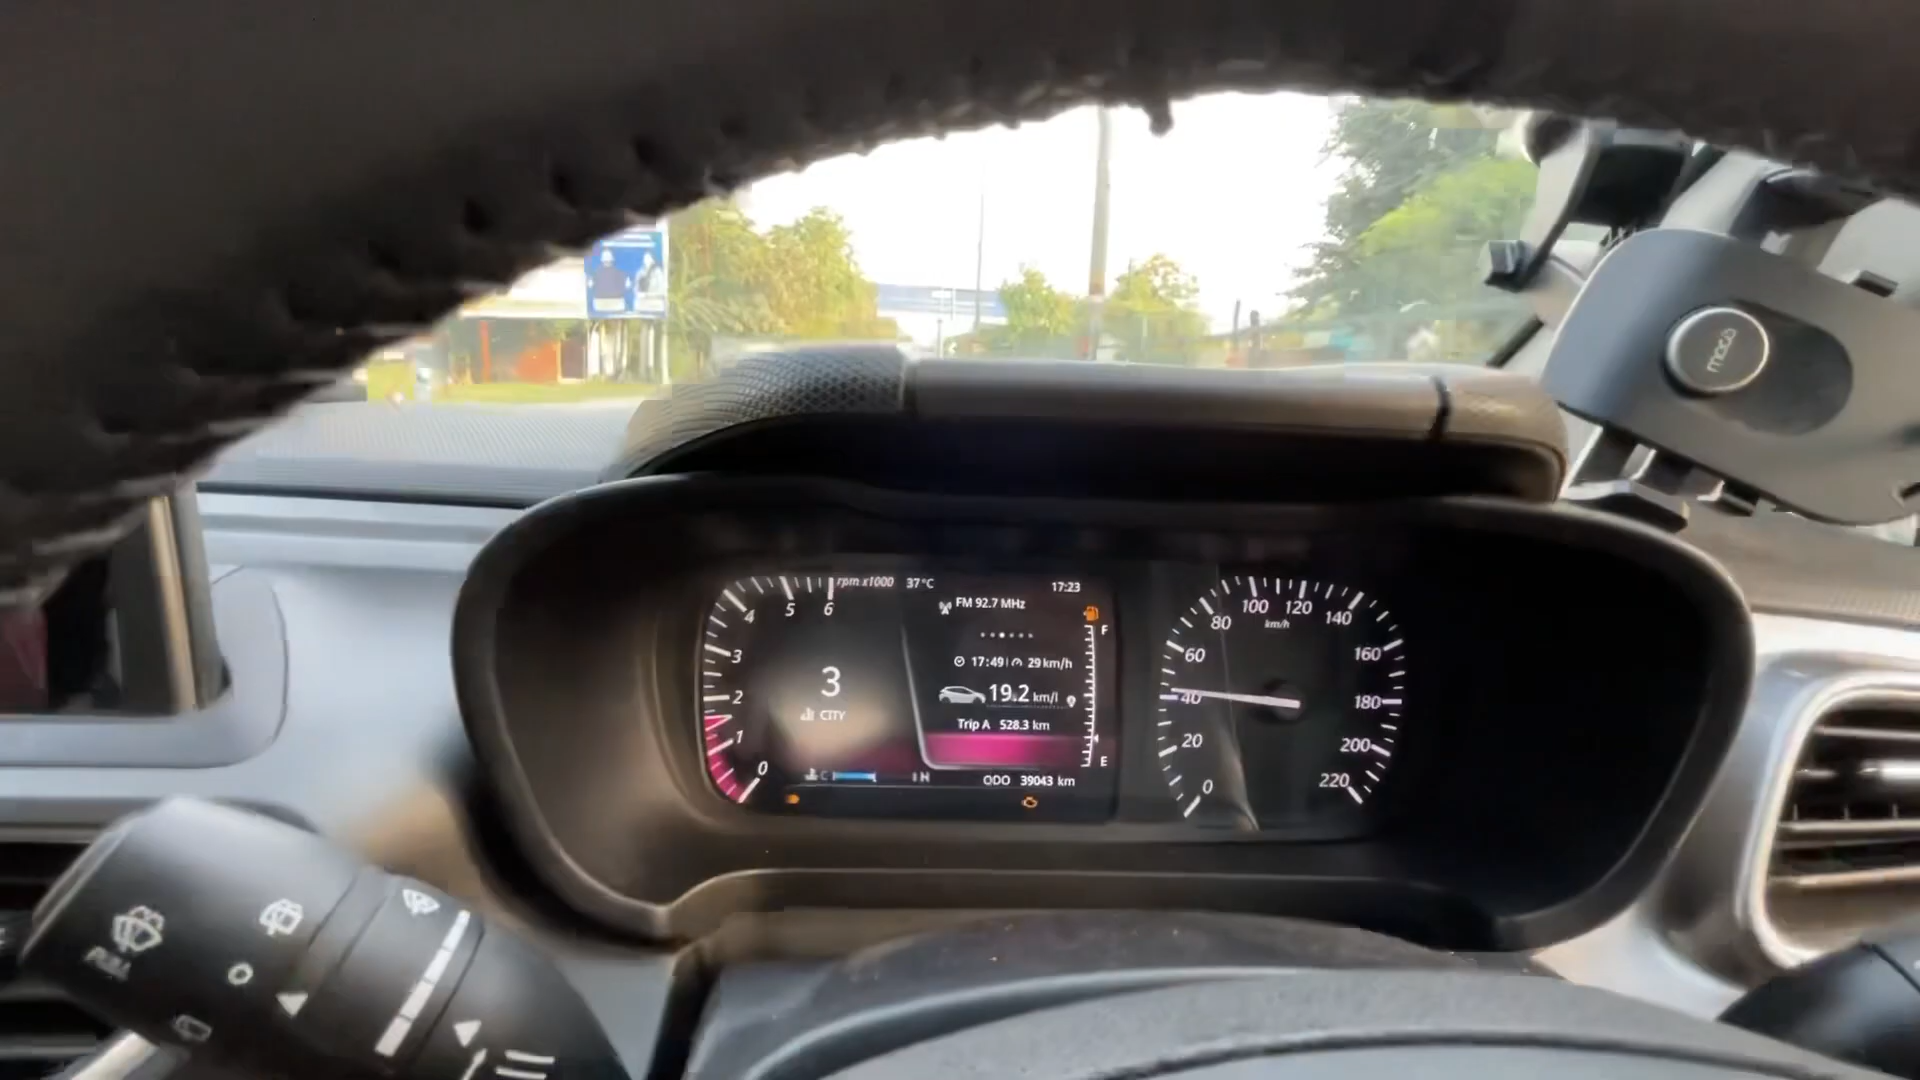 rpm x1000 37°C 17:23
FM 92.7 MHz
17:49 29 km/h
19.2 km/l
Trip A 528.3 km
ODO 39043 km
0 1 2 3 4 5 6
3
CITY
C H
F
E
0 20 40 60 80 100 120 140 160 180 200 220
km/h
PULL